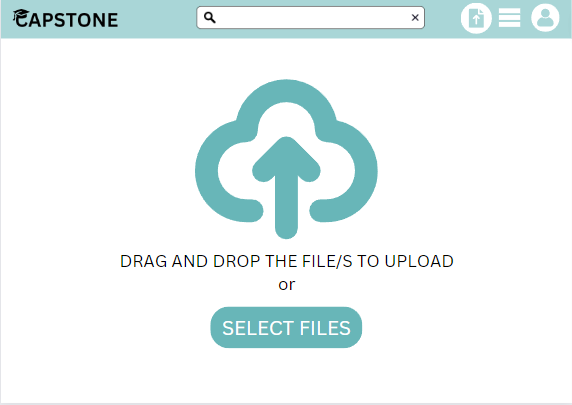 CAPSTONE
DRAG AND DROP THE FILE/S TO UPLOAD
or
SELECT FILES